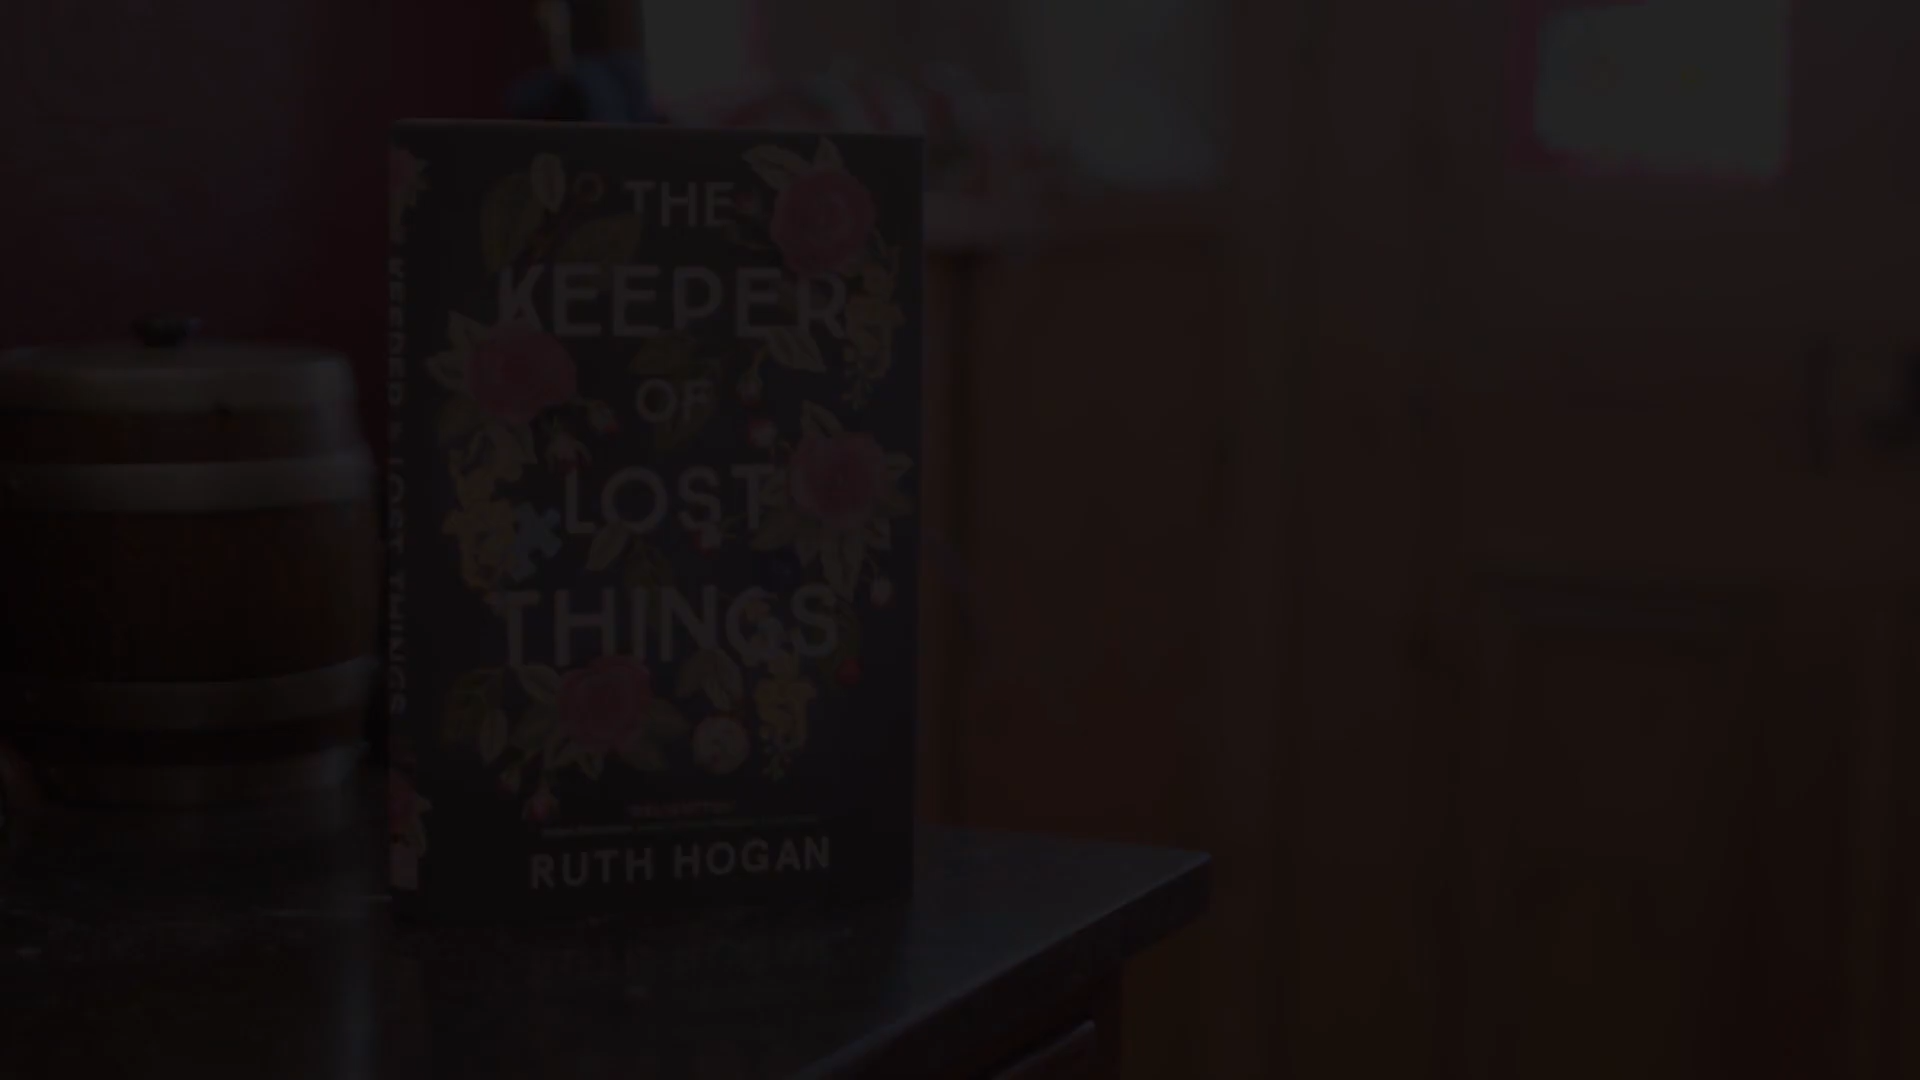 THE
KEEPER
OF
LOST
THINGS
RUTH HOGAN
KEEPER OF LOST THINGS